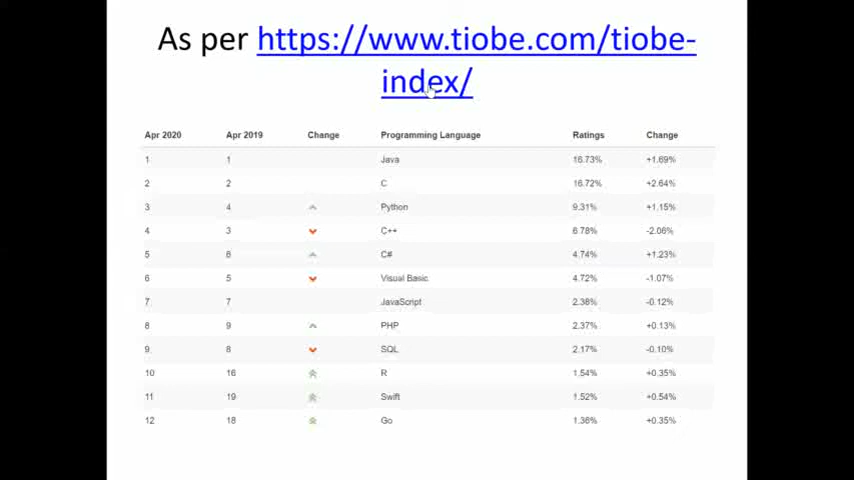 As per https://www.tiobe.com/tiobe-
index/
Apr 2020 Apr 2019 Change Programming Language Ratings Change
1 1 Java 16.73% +1.69%
2 2 C 16.72% +2.64%
3 4 Python 9.31% +1.15%
4 3 C++ 6.78% -2.06%
5 6 C# 4.74% +1.23%
6 5 Visual Basic 4.72% -1.07%
7 7 JavaScript 2.38% -0.12%
8 9 PHP 2.37% +0.13%
9 8 SQL 2.17% -0.10%
10 16 R 1.54% +0.35%
11 19 Swift 1.52% +0.54%
12 18 Go 1.36% +0.35%